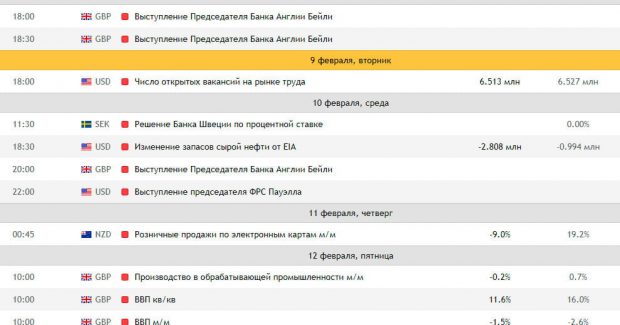 18:00 GBP Выступление Председателя Банка Англии Бейли
18:30 GBP Выступление Председателя Банка Англии Бейли
9 февраля, вторник
18:00 USD Число открытых вакансий на рынке труда 6.513 млн 6.527 млн
10 февраля, среда
11:30 SEK Решение Банка Швеции по процентной ставке 0.00%
18:30 USD Изменение запасов сырой нефти от EIA -2.808 млн -0.994 млн
20:00 GBP Выступление Председателя Банка Англии Бейли
22:00 USD Выступление председателя ФРС Пауэлла
11 февраля, четверг
00:45 NZD Розничные продажи по электронным картам м/м -9.0% 19.2%
12 февраля, пятница
10:00 GBP Производство в обрабатывающей промышленности м/м -0.2% 0.7%
10:00 GBP ВВП кв/кв 11.6% 16.0%
10:00 GBP ВВП м/м -1.5% -2.6%